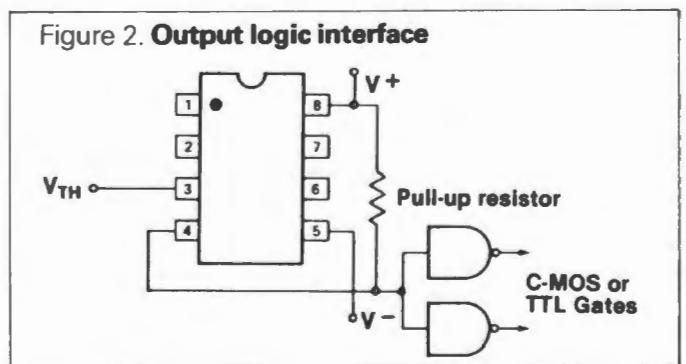 Figure 2. Output logic interface
V+
1
8
2
7
VTH
3
6
Pull-up resistor
4
5
C-MOS or
TTL Gates
V-